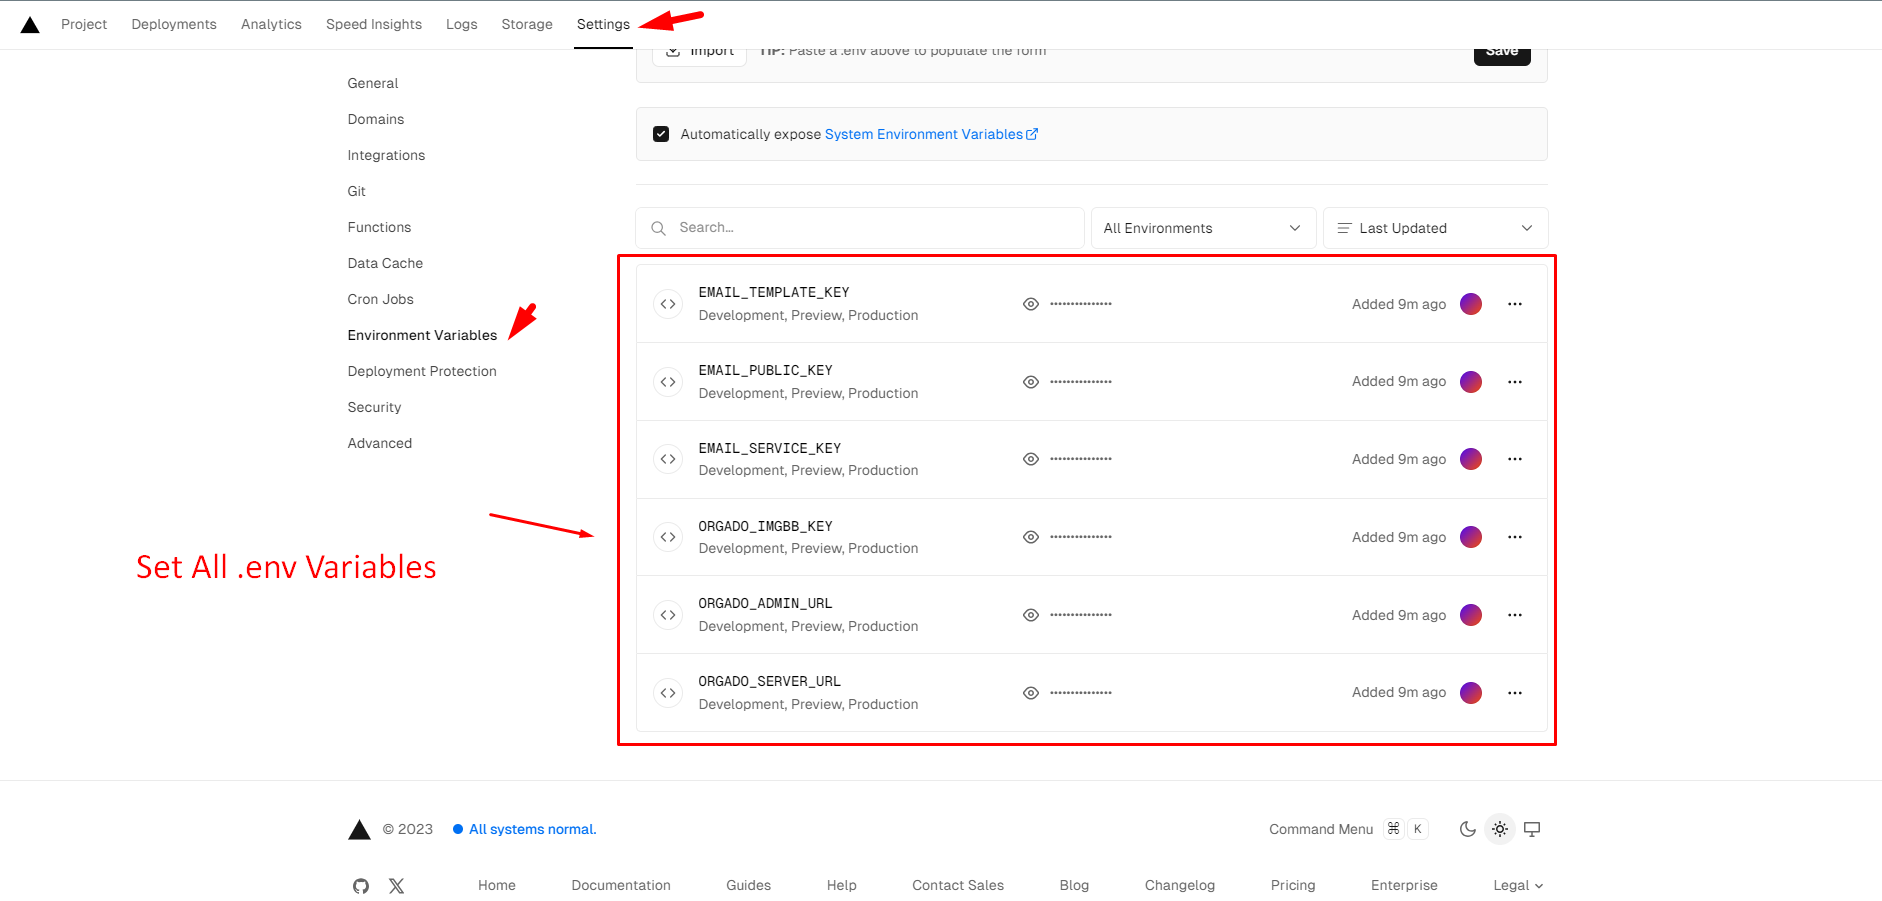 Project Deployments Analytics Speed Insights Logs Storage Settings
Import TIP: Paste a .env above to populate the form Save
General
Domains
Integrations
Git
Functions
Data Cache
Cron Jobs
Environment Variables
Deployment Protection
Security
Advanced
Automatically expose System Environment Variables
Search... All Environments Last Updated
EMAIL_TEMPLATE_KEY
Development, Preview, Production
Added 9m ago
EMAIL_PUBLIC_KEY
Development, Preview, Production
Added 9m ago
EMAIL_SERVICE_KEY
Development, Preview, Production
Added 9m ago
ORGADO_IMGBB_KEY
Development, Preview, Production
Added 9m ago
ORGADO_ADMIN_URL
Development, Preview, Production
Added 9m ago
ORGADO_SERVER_URL
Development, Preview, Production
Added 9m ago
Set All .env Variables
© 2023 All systems normal. Command Menu ⌘ K
Home Documentation Guides Help Contact Sales Blog Changelog Pricing Enterprise Legal